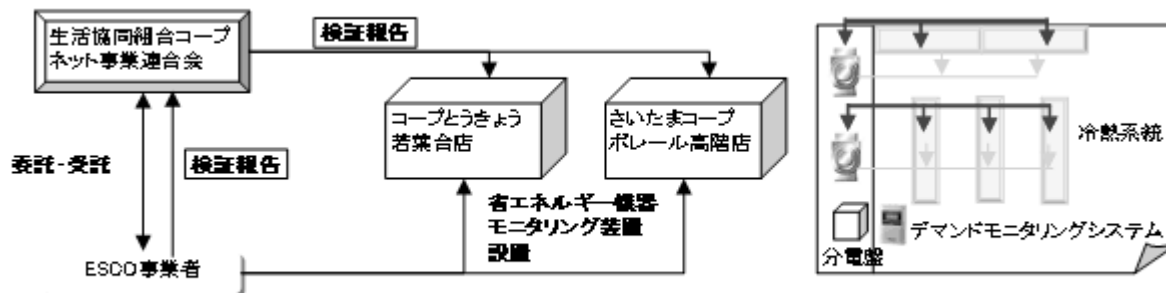 生活協同組合コープ
ネット事業連合会
検証報告
コープとうきょう
若葉台店
さいたまコープ
ポレール高階店
委託-受託
検証報告
省エネルギー機器
モニタリング装置
設置
ESCO事業者
冷熱系統
デマンドモニタリングシステム
分電盤